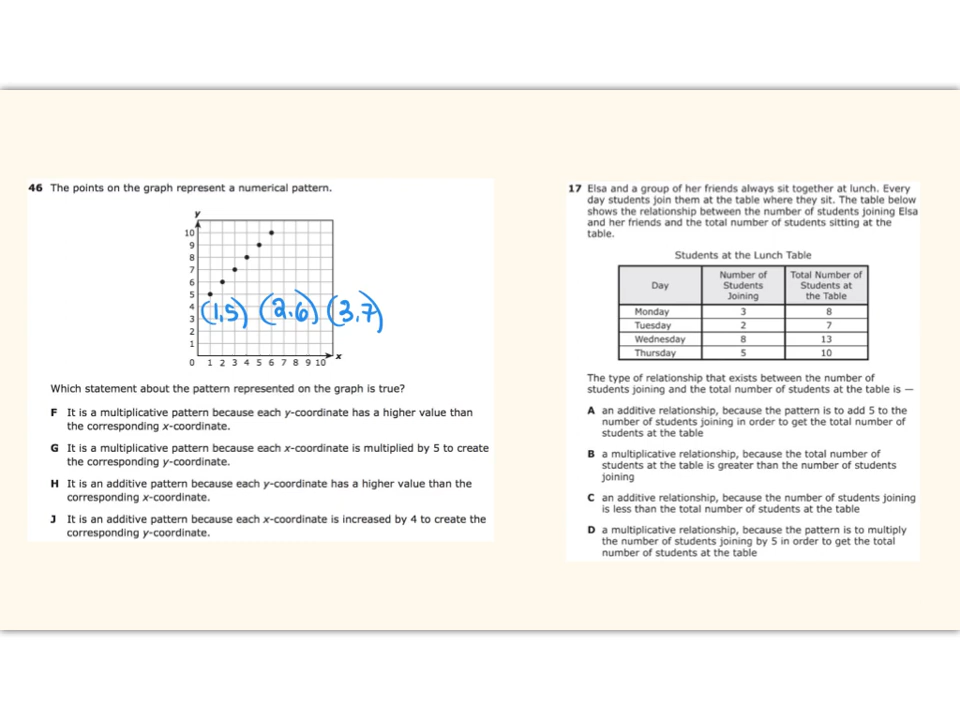 46 The points on the graph represent a numerical pattern.
y
10
9
8
7
6
5
4
3
2
1
0 1 2 3 4 5 6 7 8 9 10
x
(1,5) (2,6) (3,7)
Which statement about the pattern represented on the graph is true?
F It is a multiplicative pattern because each y-coordinate has a higher value than
the corresponding x-coordinate.
G It is a multiplicative pattern because each x-coordinate is multiplied by 5 to create
the corresponding y-coordinate.
H It is an additive pattern because each y-coordinate has a higher value than the
corresponding x-coordinate.
J It is an additive pattern because each x-coordinate is increased by 4 to create the
corresponding y-coordinate.
17 Elsa and a group of her friends always sit together at lunch. Every
day students join them at the table where they sit. The table below
shows the relationship between the number of students joining Elsa
and her friends and the total number of students sitting at the
table.
Students at the Lunch Table
Day
Number of
Students
Joining
Total Number of
Students at
the Table
Monday 3 8
Tuesday 2 7
Wednesday 8 13
Thursday 5 10
The type of relationship that exists between the number of
students joining and the total number of students at the table is —
A an additive relationship, because the pattern is to add 5 to the
number of students joining in order to get the total number of
students at the table
B a multiplicative relationship, because the total number of
students at the table is greater than the number of students
joining
C an additive relationship, because the number of students joining
is less than the total number of students at the table
D a multiplicative relationship, because the pattern is to multiply
the number of students joining by 5 in order to get the total
number of students at the table